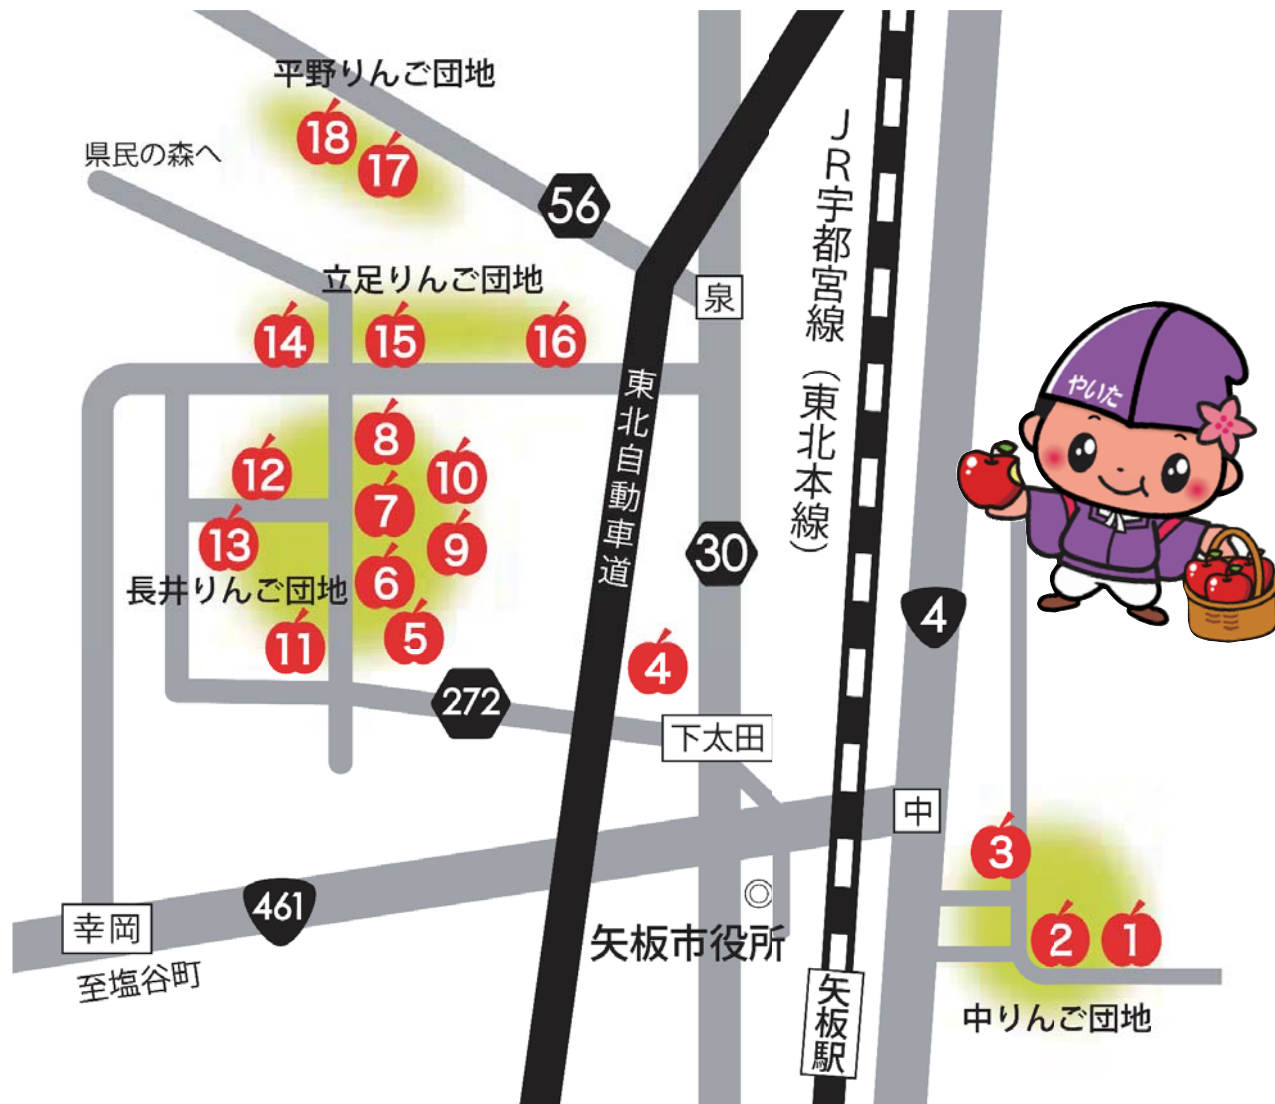 平野りんご団地
18
17
県民の森へ
56
立足りんご団地
泉
14
15
16
JR宇都宮線（東北本線）
東北自動車道
やいた
8
12
10
7
13
9
30
6
長井りんご団地
5
11
4
4
272
下太田
中
3
461
幸岡
矢板市役所
2
1
至塩谷町
矢板駅
中りんご団地